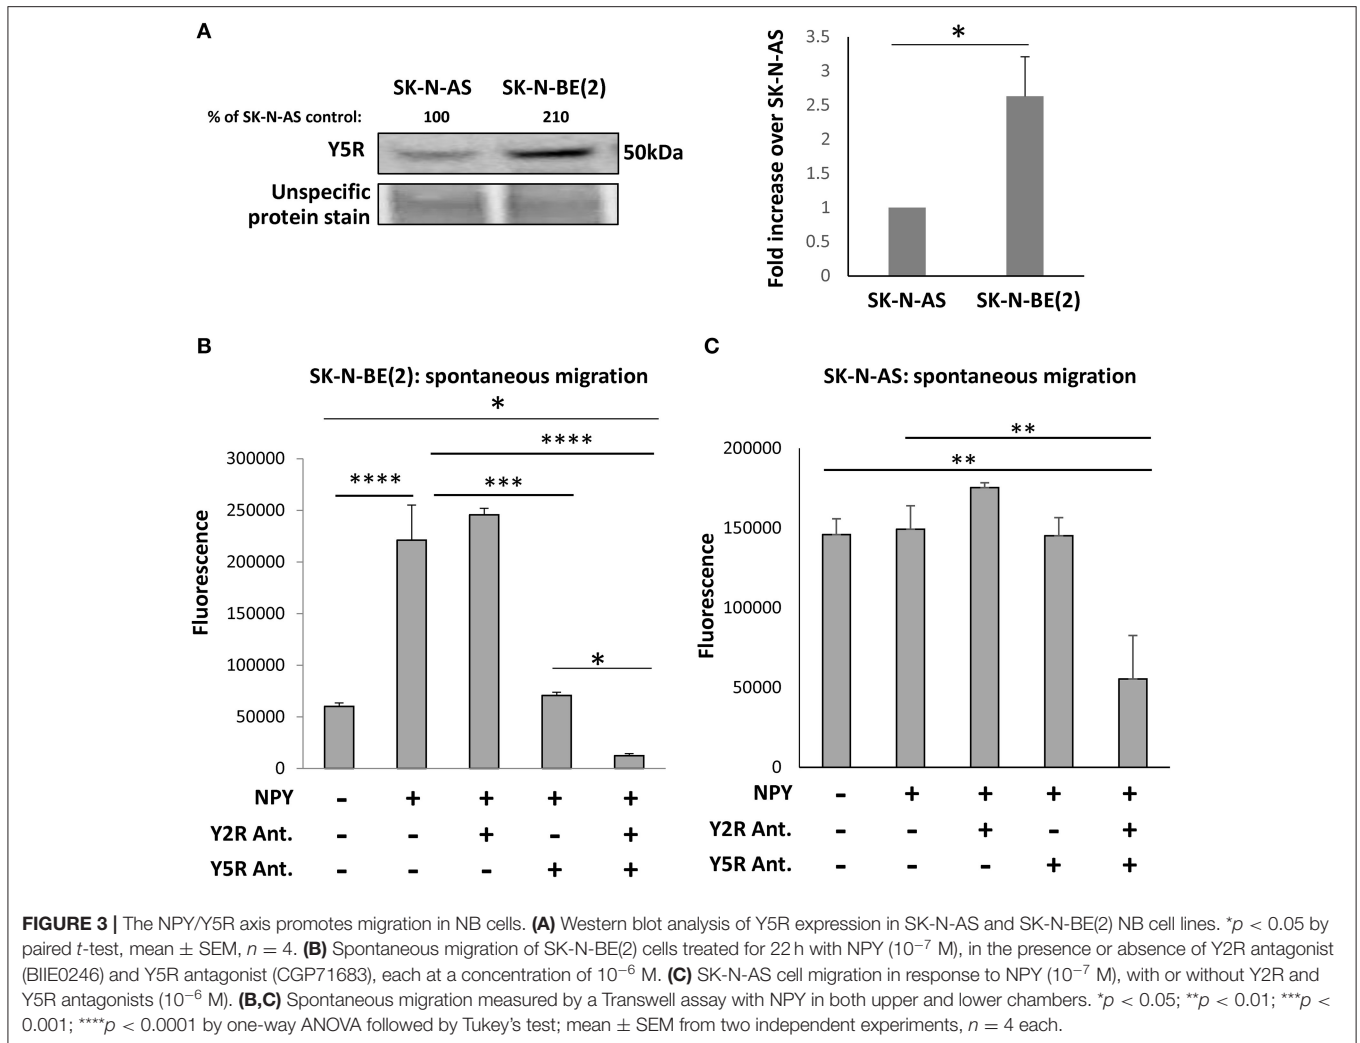 A
SK-N-AS SK-N-BE(2)
% of SK-N-AS control: 100 210
Y5R 50kDa
Unspecific
protein stain
Fold increase over SK-N-AS
*
3.5
3
2.5
2
1.5
1
0.5
0
SK-N-AS SK-N-BE(2)
B
SK-N-BE(2): spontaneous migration
*
****
**** ***
*
Fluorescence
300000
250000
200000
150000
100000
50000
0
NPY - + + + +
Y2R Ant. - - + - +
Y5R Ant. - - - + +
C
SK-N-AS: spontaneous migration
**
**
Fluorescence
200000
150000
100000
50000
0
NPY - + + + +
Y2R Ant. - - + - +
Y5R Ant. - - - + +
FIGURE 3 | The NPY/Y5R axis promotes migration in NB cells. (A) Western blot analysis of Y5R expression in SK-N-AS and SK-N-BE(2) NB cell lines. *p < 0.05 by
paired t-test, mean ± SEM, n = 4. (B) Spontaneous migration of SK-N-BE(2) cells treated for 22 h with NPY (10⁻⁷ M), in the presence or absence of Y2R antagonist
(BIIE0246) and Y5R antagonist (CGP71683), each at a concentration of 10⁻⁶ M. (C) SK-N-AS cell migration in response to NPY (10⁻⁷ M), with or without Y2R and
Y5R antagonists (10⁻⁶ M). (B,C) Spontaneous migration measured by a Transwell assay with NPY in both upper and lower chambers. *p < 0.05; **p < 0.01; ***p <
0.001; ****p < 0.0001 by one-way ANOVA followed by Tukey's test; mean ± SEM from two independent experiments, n = 4 each.